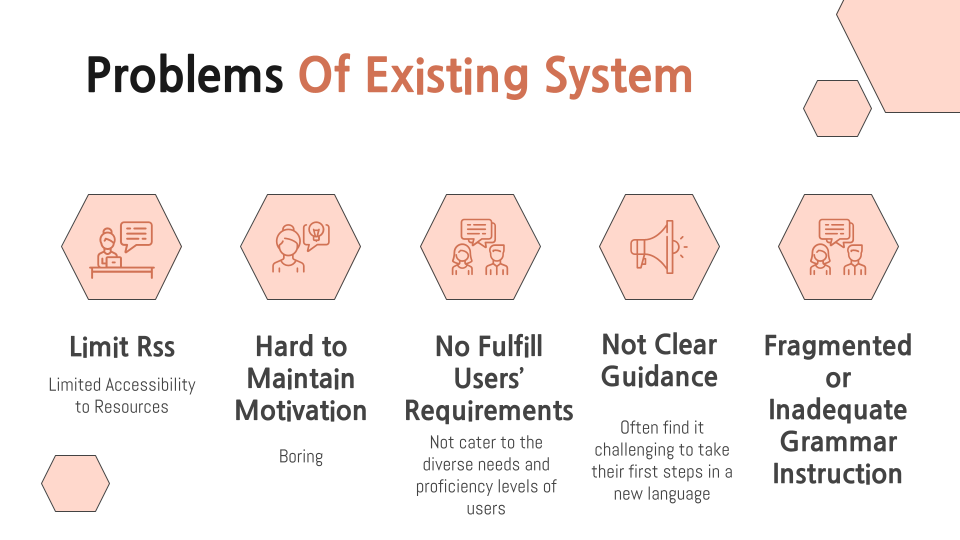 Problems Of Existing System
Limit Rss
Limited Accessibility
to Resources
Hard to
Maintain
Motivation
Boring
No Fulfill
Users’
Requirements
Not cater to the
diverse needs and
proficiency levels of
users
Not Clear
Guidance
Often find it
challenging to take
their first steps in a
new language
Fragmented
or
Inadequate
Grammar
Instruction